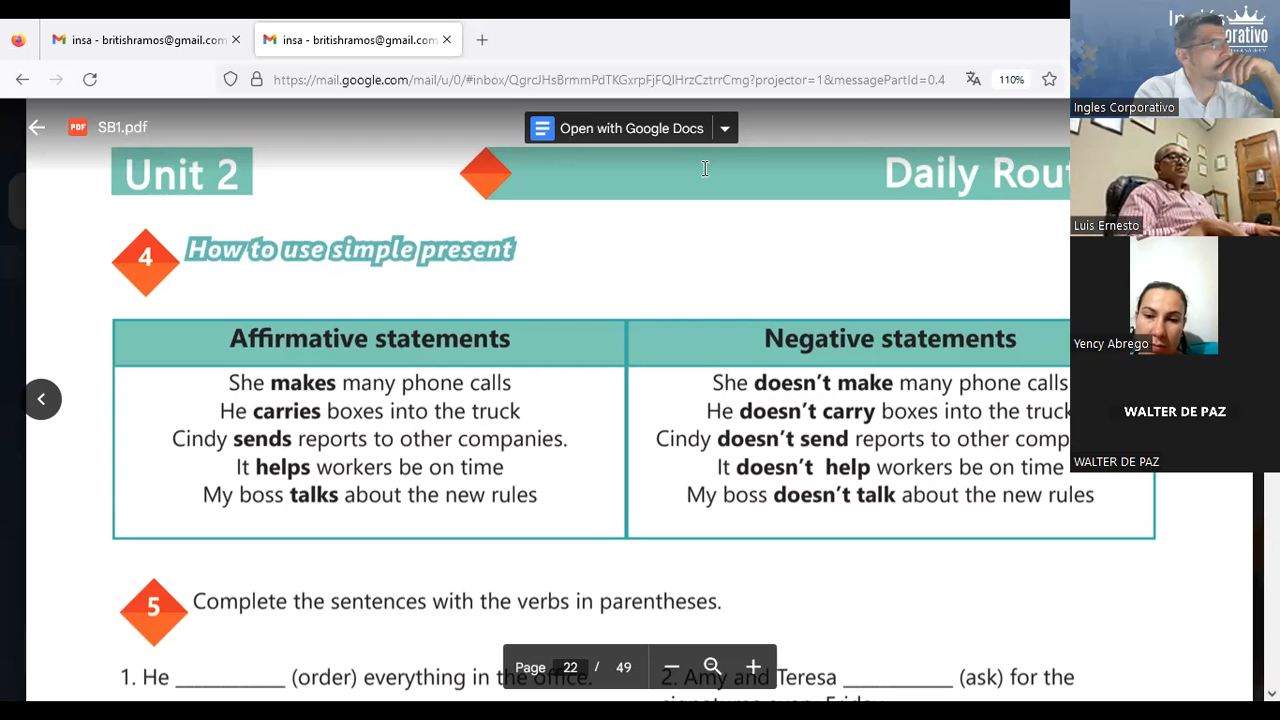 insa - britishramos@gmail.com
insa - britishramos@gmail.com
https://mail.google.com/mail/u/0/#inbox/QgrcJHsBrmmPdTKGxrpFjFQIHrzCztrrCmg?projector=1&messagePartId=0.4
110%
PDF SB1.pdf
Open with Google Docs
Unit 2
Daily Rout
4 How to use simple present
Affirmative statements
She makes many phone calls
He carries boxes into the truck
Cindy sends reports to other companies.
It helps workers be on time
My boss talks about the new rules
Negative statements
She doesn't make many phone calls
He doesn't carry boxes into the truck
Cindy doesn't send reports to other comp
It doesn't help workers be on time
My boss doesn't talk about the new rules
5 Complete the sentences with the verbs in parentheses.
1. He ___________ (order) everything in the office.
2. Amy and Teresa ___________ (ask) for the
signatures every Friday
Page 22 / 49
orativo
Ingles Corporativo
Luis Ernesto
Yency Abrego
WALTER DE PAZ
WALTER DE PAZ